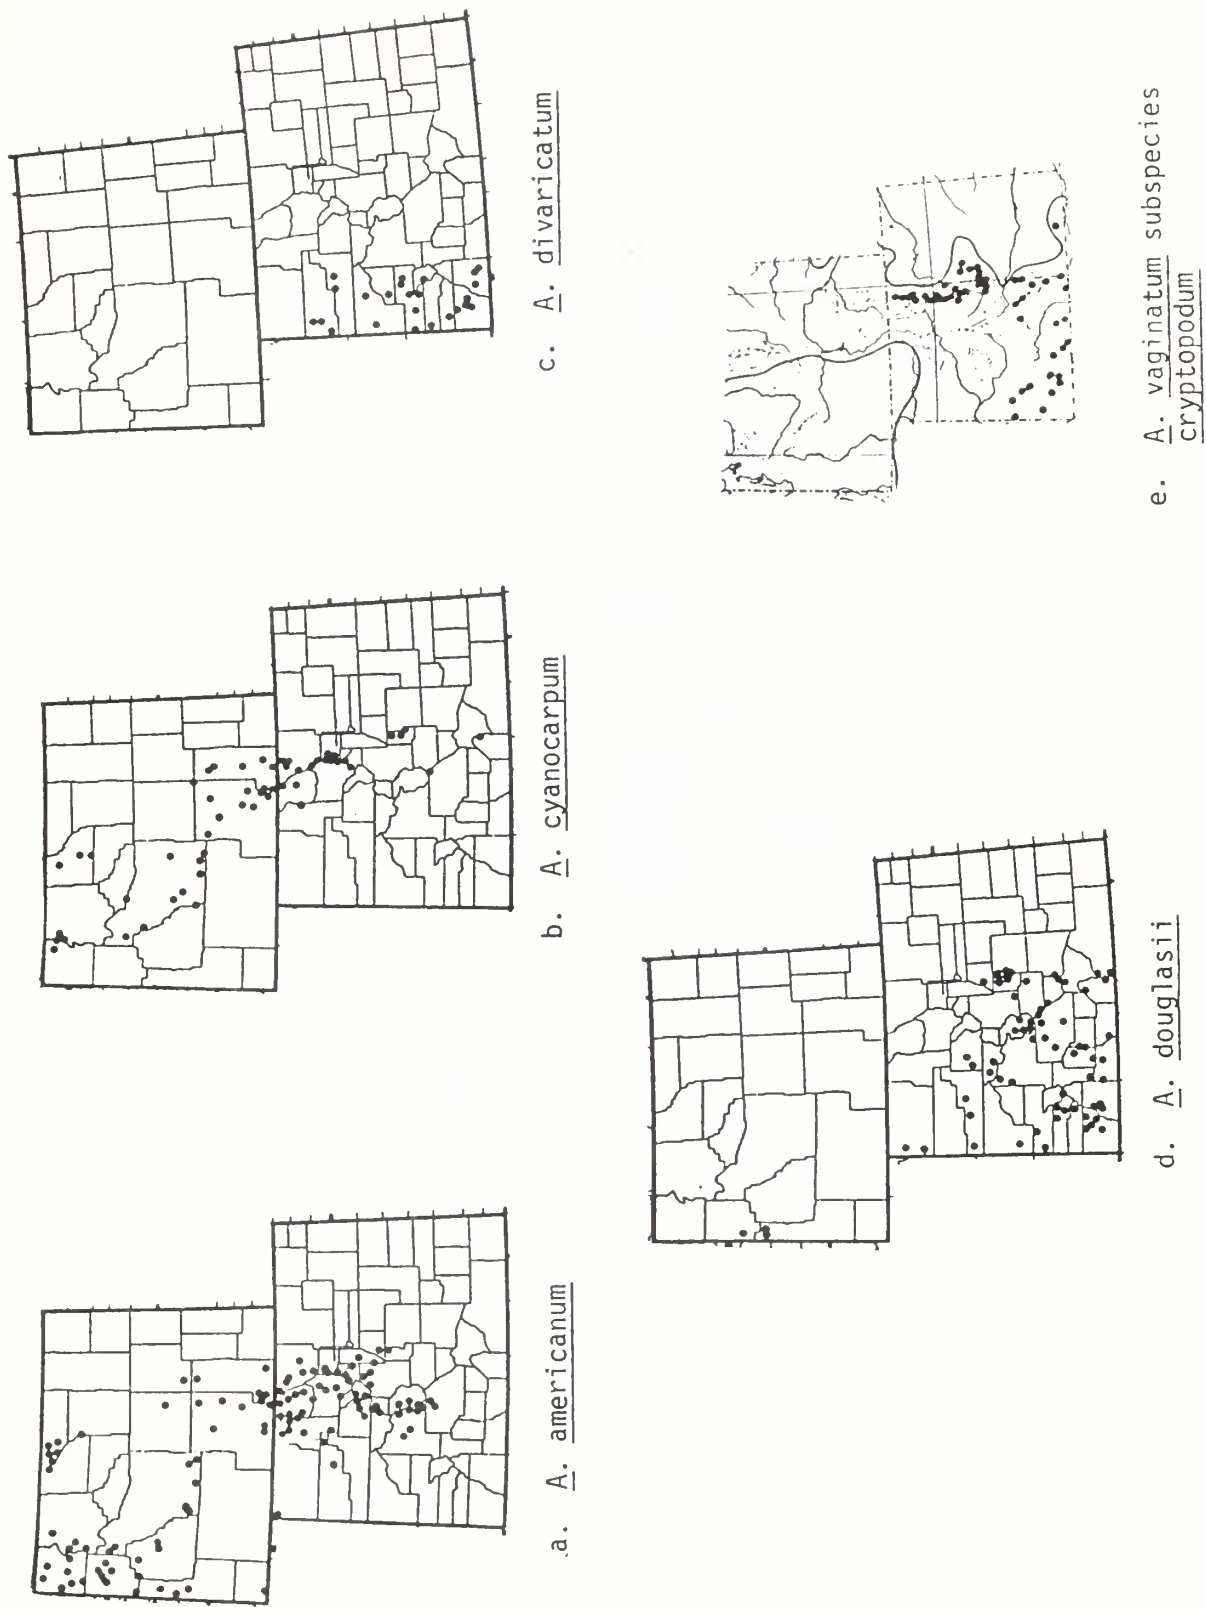 a. A. americanum
b. A. cyanocarpum
c. A. divaricatum
d. A. douglasii
e. A. vaginatum subspecies
cryptopodum